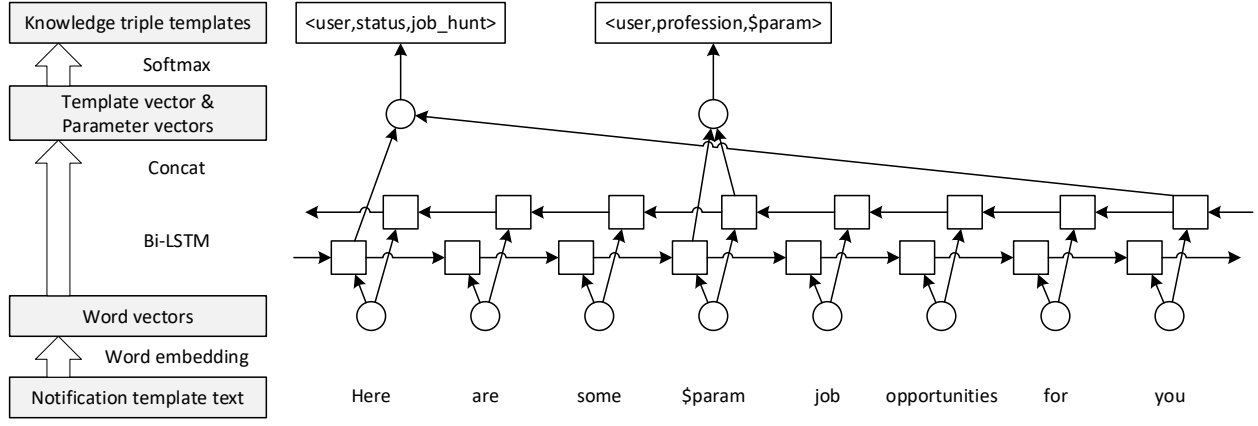 Knowledge triple templates
<user,status,job_hunt>
<user,profession,$param>
Softmax
Template vector &
Parameter vectors
Concat
Bi-LSTM
Word vectors
Word embedding
Notification template text
Here are some $param job opportunities for you